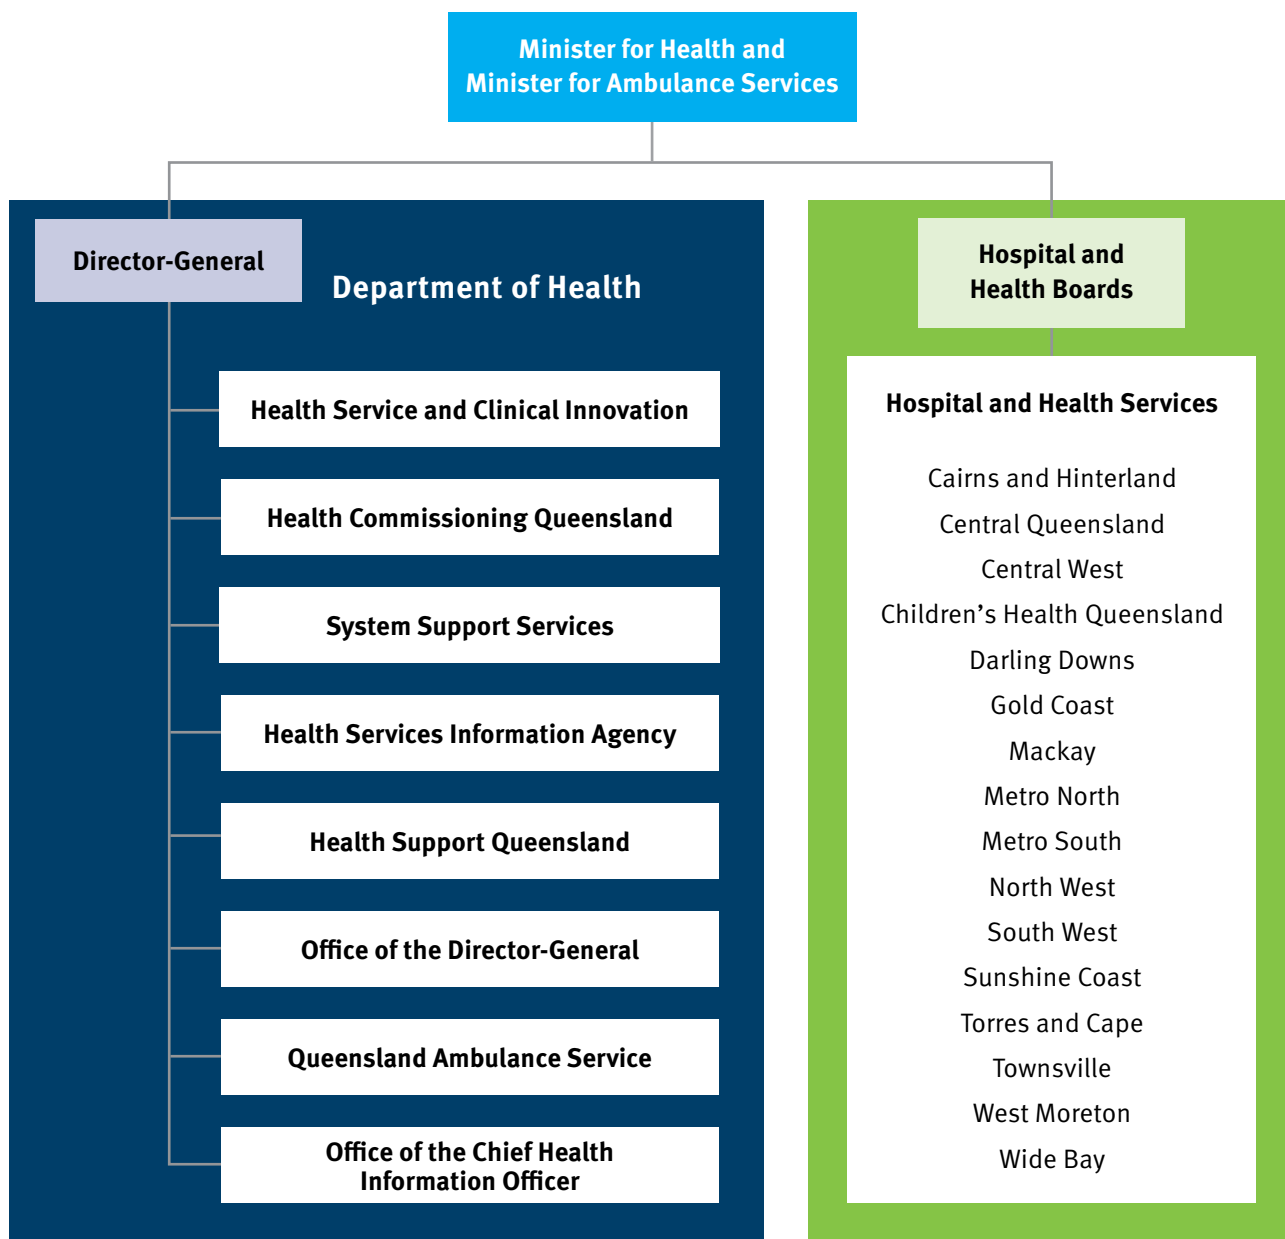 Minister for Health and
Minister for Ambulance Services
Director-General
Department of Health
Health Service and Clinical Innovation
Health Commissioning Queensland
System Support Services
Health Services Information Agency
Health Support Queensland
Office of the Director-General
Queensland Ambulance Service
Office of the Chief Health
Information Officer
Hospital and
Health Boards
Hospital and Health Services
Cairns and Hinterland
Central Queensland
Central West
Children’s Health Queensland
Darling Downs
Gold Coast
Mackay
Metro North
Metro South
North West
South West
Sunshine Coast
Torres and Cape
Townsville
West Moreton
Wide Bay